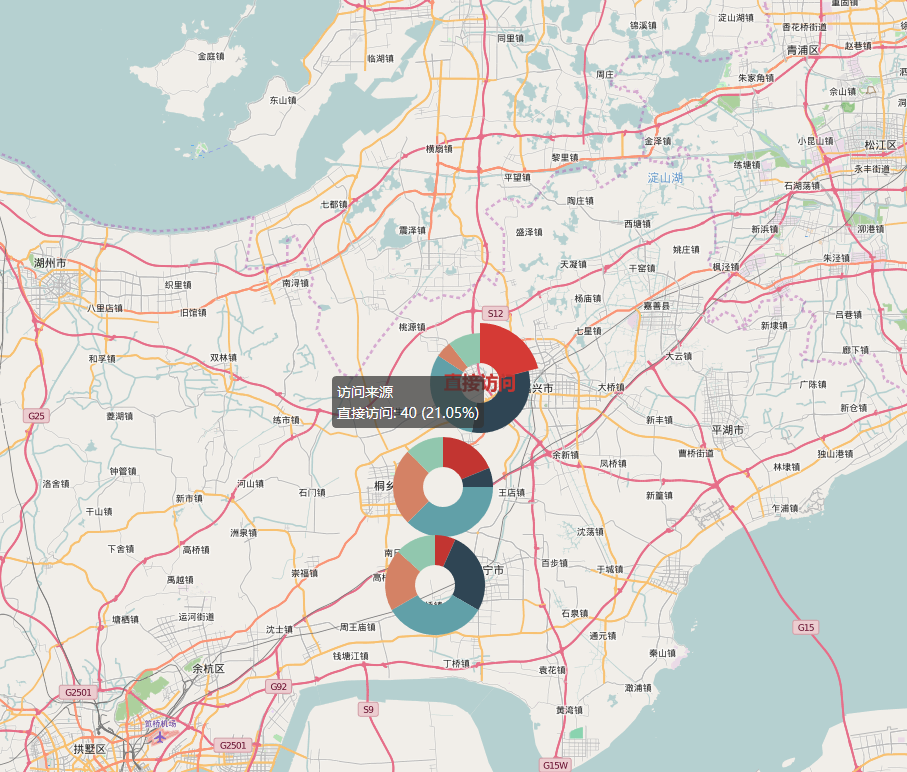 重固镇
淀山湖镇
锦溪镇
香花桥街道
同里镇
赵巷镇
青浦区
金庭镇
临湖镇
周庄
朱家角镇
佘山镇
东山镇
小昆山镇
金泽镇
松江区
横扇镇
黎里镇
练塘镇
永丰街道
平望镇
淀山湖
石湖荡镇
陶庄镇
七都镇
西塘镇
新浜镇
泖港镇
震泽镇
盛泽镇
姚庄镇
朱泾镇
湖州市
天凝镇
干窑镇
枫泾镇
织里镇
南浔镇
杨庙镇
嘉善县
八里店镇
旧馆镇
S12
吕巷镇
桃源镇
七星镇
新埭镇
和孚镇
双林镇
大云镇
廊下镇
直接访问
兴市
大桥镇
广陈镇
访问来源
直接访问: 40 (21.05%)
新仓镇
G25
菱湖镇
练市镇
新丰镇
平湖市
余新镇
曹桥街道
独山港镇
凤桥镇
林埭镇
钟管镇
洛舍镇
河山镇
桐乡
石门镇
王店镇
新篁镇
新市镇
乍浦镇
千山镇
洲泉镇
沈荡镇
下舍镇
高桥镇
百步镇
崇福镇
宁市
于城镇
禹越镇
塘栖镇
运河街道
石泉镇
沈士镇
周王庙镇
G15
通元镇
钱塘江镇
秦山镇
余杭区
丁桥镇
袁花镇
G2501
G92
澉浦镇
S9
黄湾镇
笕桥机场
拱墅区
G2501
G15W